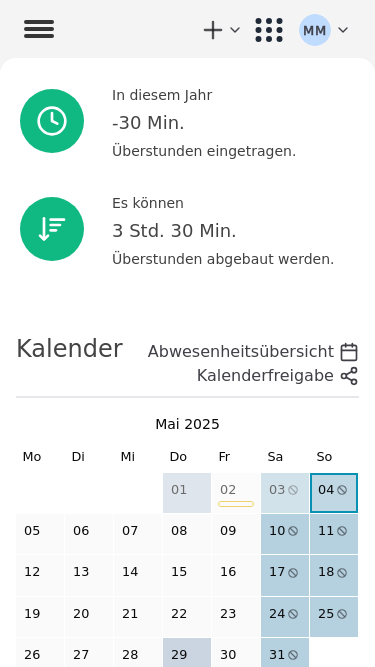 MM
In diesem Jahr
-30 Min.
Überstunden eingetragen.
Es können
3 Std. 30 Min.
Überstunden abgebaut werden.
Kalender
Abwesenheitsübersicht
Kalenderfreigabe
Mai 2025
Mo Di Mi Do Fr Sa So
01 02 03 04
05 06 07 08 09 10 11
12 13 14 15 16 17 18
19 20 21 22 23 24 25
26 27 28 29 30 31